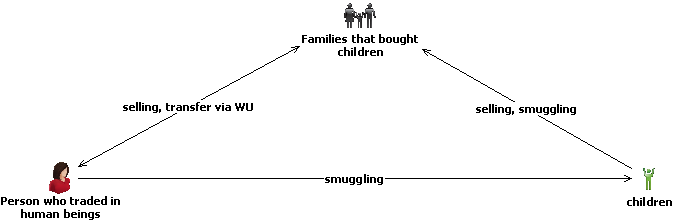 Families that bought
children
selling, transfer via WU
selling, smuggling
smuggling
Person who traded in
human beings
children